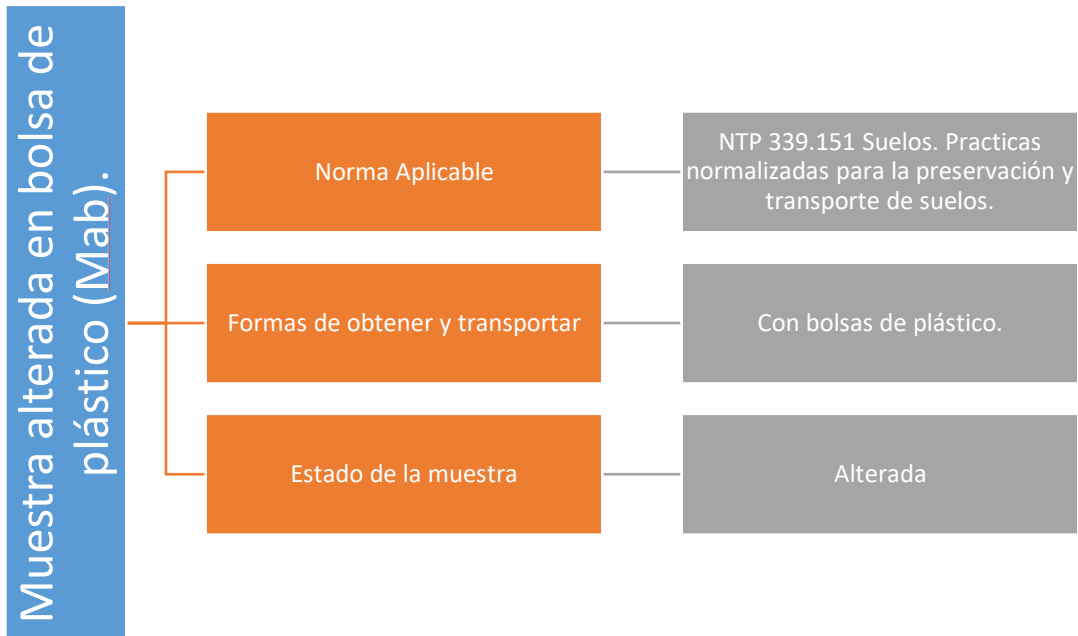 Muestra alterada en bolsa de
plástico (Mab).
Norma Aplicable
NTP 339.151 Suelos. Practicas
normalizadas para la preservación y
transporte de suelos.
Formas de obtener y transportar
Con bolsas de plástico.
Estado de la muestra
Alterada